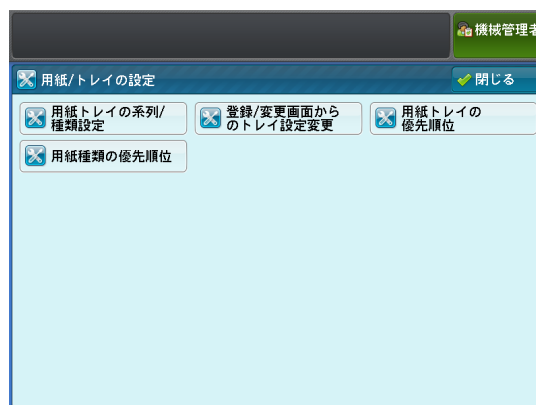 機械管理者
用紙/トレイの設定
閉じる
用紙トレイの系列/
種類設定
登録/変更画面から
のトレイ設定変更
用紙トレイの
優先順位
用紙種類の優先順位